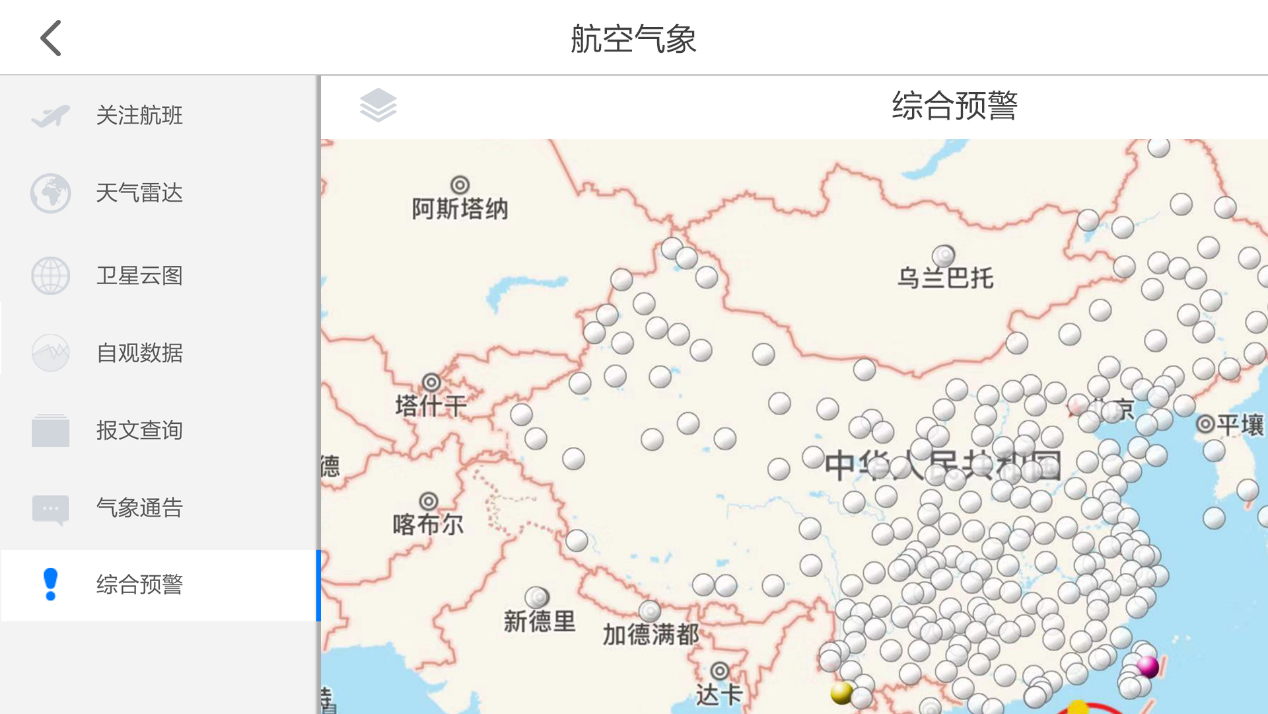 航空气象
关注航班
天气雷达
卫星云图
自观数据
报文查询
气象通告
综合预警
综合预警
阿斯塔纳
乌兰巴托
塔什干
北京
平壤
德
中华人民共和国
喀布尔
新德里
加德满都
达卡